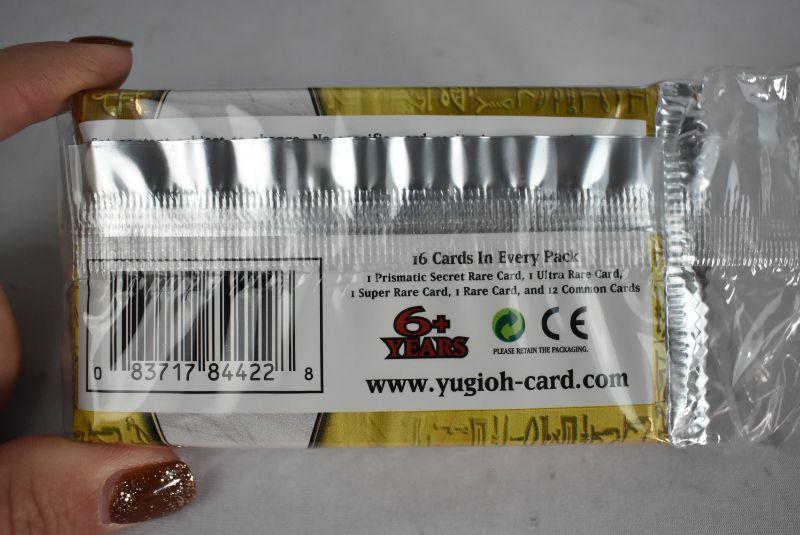 16 Cards In Every Pack
1 Prismatic Secret Rare Card, 1 Ultra Rare Card,
1 Super Rare Card, 1 Rare Card, and 12 Common Cards
6+
YEARS
CE
PLEASE RETAIN THE PACKAGING.
www.yugioh-card.com
0 83717 84422 8